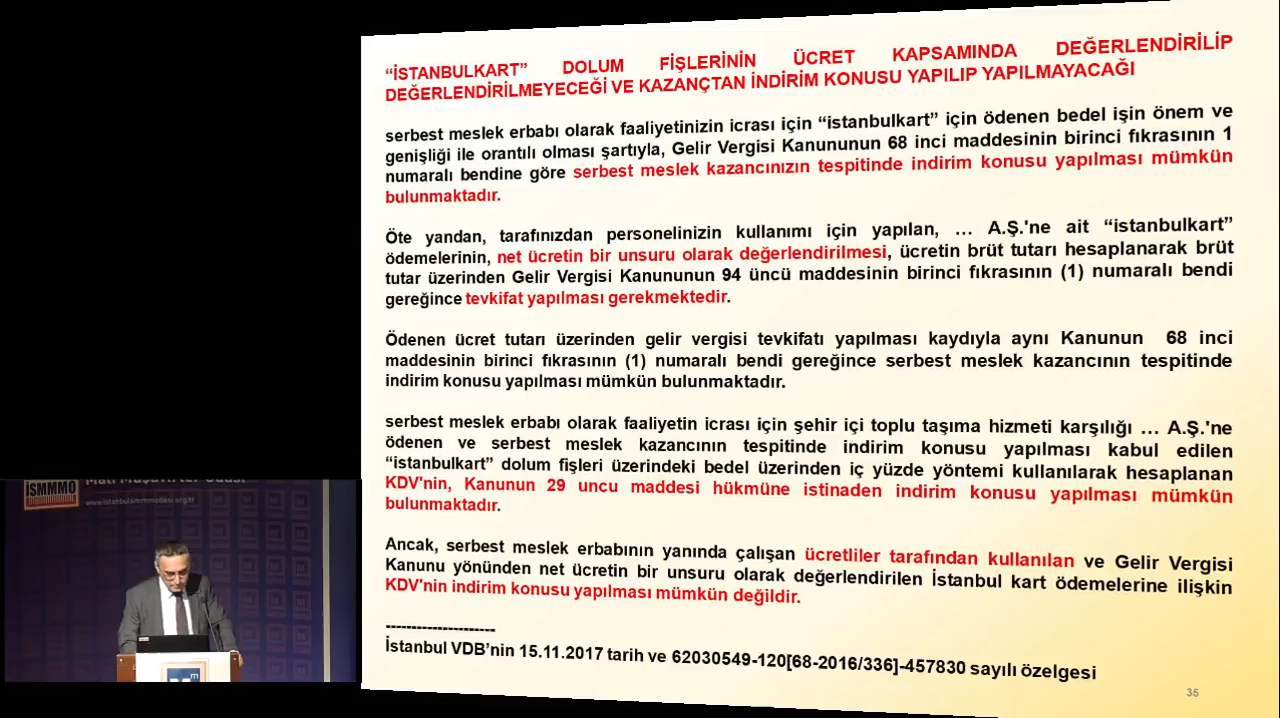 “İSTANBULKART” DOLUM FİŞLERİNİN ÜCRET KAPSAMINDA DEĞERLENDİRİLİP
DEĞERLENDİRİLMEYECEĞİ VE KAZANÇTAN İNDİRİM KONUSU YAPILIP YAPILMAYACAĞI
serbest meslek erbabı olarak faaliyetinizin icrası için “istanbulkart” için ödenen bedel işin önem ve
genişliği ile orantılı olması şartıyla, Gelir Vergisi Kanununun 68 inci maddesinin birinci fıkrasının 1
numaralı bendine göre serbest meslek kazancınızın tespitinde indirim konusu yapılması mümkün
bulunmaktadır.
Öte yandan, tarafınızdan personelinizin kullanımı için yapılan, … A.Ş.'ne ait “istanbulkart”
ödemelerinin, net ücretin bir unsuru olarak değerlendirilmesi, ücretin brüt tutarı hesaplanarak brüt
tutar üzerinden Gelir Vergisi Kanununun 94 üncü maddesinin birinci fıkrasının (1) numaralı bendi
gereğince tevkifat yapılması gerekmektedir.
Ödenen ücret tutarı üzerinden gelir vergisi tevkifatı yapılması kaydıyla aynı Kanunun 68 inci
maddesinin birinci fıkrasının (1) numaralı bendi gereğince serbest meslek kazancının tespitinde
indirim konusu yapılması mümkün bulunmaktadır.
serbest meslek erbabı olarak faaliyetin icrası için şehir içi toplu taşıma hizmeti karşılığı … A.Ş.'ne
ödenen ve serbest meslek kazancının tespitinde indirim konusu yapılması kabul edilen
“istanbulkart” dolum fişleri üzerindeki bedel üzerinden iç yüzde yöntemi kullanılarak hesaplanan
KDV'nin, Kanunun 29 uncu maddesi hükmüne istinaden indirim konusu yapılması mümkün
bulunmaktadır.
Ancak, serbest meslek erbabının yanında çalışan ücretliler tarafından kullanılan ve Gelir Vergisi
Kanunu yönünden net ücretin bir unsuru olarak değerlendirilen İstanbul kart ödemelerine ilişkin
KDV'nin indirim konusu yapılması mümkün değildir.
---------------------
İstanbul VDB’nin 15.11.2017 tarih ve 62030549-120[68-2016/336]-457830 sayılı özelgesi
35
İSMMMO
Mali Müşavirler Odası
www.istanbulsmmmodasi.org.tr